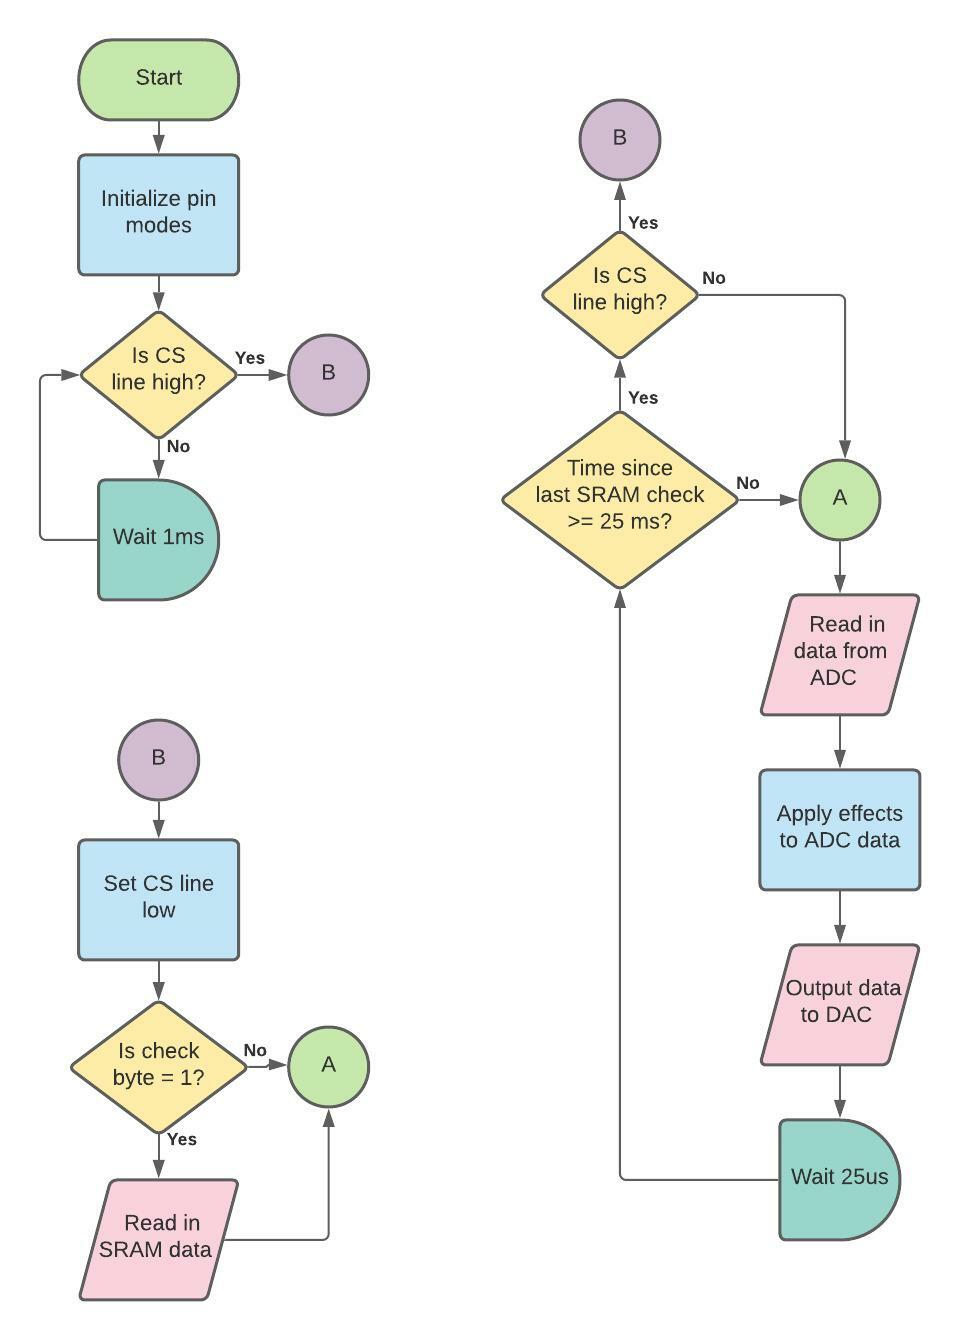 Start
Initialize pin
modes
Is CS
line high?
Yes
B
No
Wait 1ms
B
Set CS line
low
Is check
byte = 1?
No
A
Yes
Read in
SRAM data
B
Yes
Is CS
line high?
No
Yes
Time since
last SRAM check
>= 25 ms?
No
A
Read in
data from
ADC
Apply effects
to ADC data
Output data
to DAC
Wait 25us